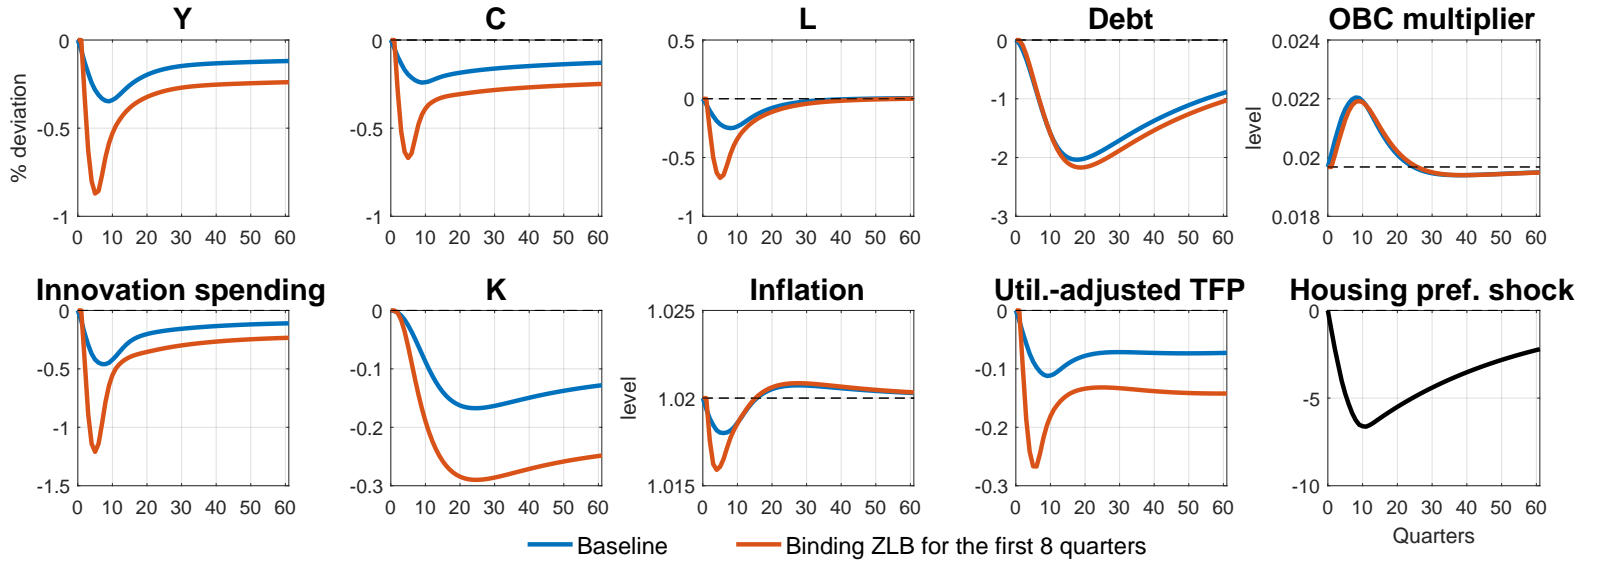 Y C L Debt OBC multiplier
0 0 0.5 0 0.024
% deviation
-0.5 -0.5 0 -1 0.022
level
-0.5 -2 0.02
-1 -1 -1 -3 0.018
0 10 20 30 40 50 60 0 10 20 30 40 50 60 0 10 20 30 40 50 60 0 10 20 30 40 50 60 0 10 20 30 40 50 60
Innovation spending K Inflation Util.-adjusted TFP Housing pref. shock
0 0 1.025 0 0
-0.5 -0.1 -0.1
level
1.02 -5
-1 -0.2 -0.2
-1.5 -0.3 1.015 -0.3 -10
0 10 20 30 40 50 60 0 10 20 30 40 50 60 0 10 20 30 40 50 60 0 10 20 30 40 50 60 0 10 20 30 40 50 60
Quarters
Baseline Binding ZLB for the first 8 quarters